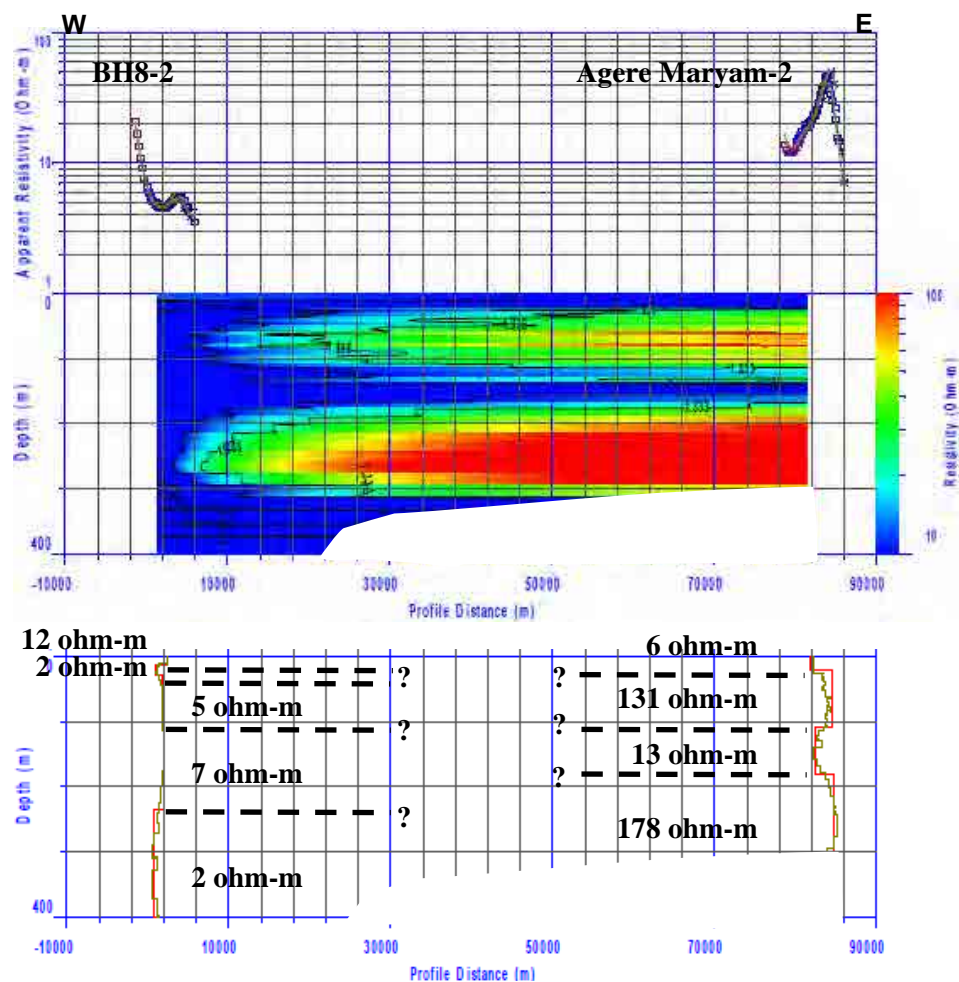 W E
100
BH8-2 Agere Maryam-2
Apparent Resistivity (Ohm-m)
10
1
0
100
Depth (m)
Resistivity (Ohm-m)
10
400
-10000 10000 30000 50000 70000 90000
Profile Distance (m)
12 ohm-m 6 ohm-m
0
2 ohm-m ? ?
5 ohm-m 131 ohm-m
? ?
7 ohm-m 13 ohm-m
?
Depth (m)
? 178 ohm-m
2 ohm-m
400
-10000 10000 30000 50000 70000 90000
Profile Distance (m)